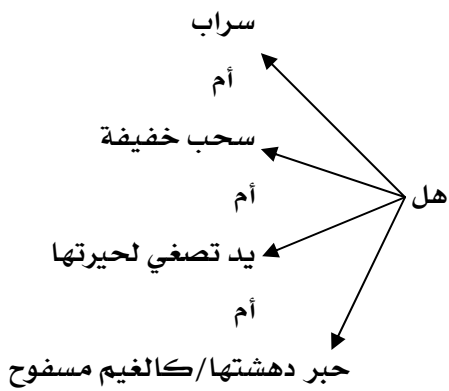 سراب
أم
سحب خفيفة
أم
هل
يد تصغي لحيرتها
أم
حبر دهشتها/كالغيم مسفوح